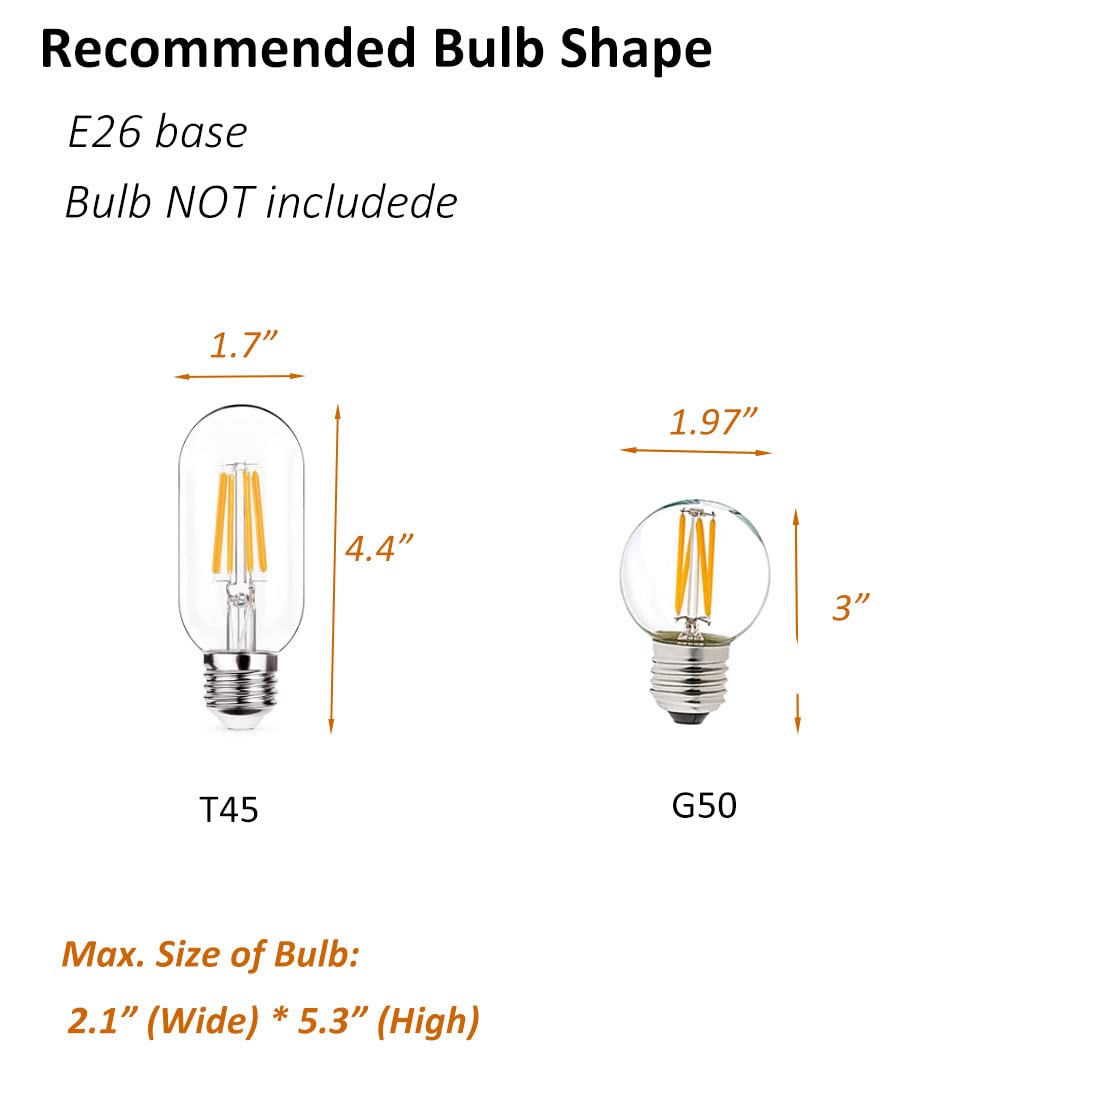 Recommended Bulb Shape
E26 base
Bulb NOT includede
1.7”
4.4”
1.97”
3”
T45
G50
Max. Size of Bulb:
2.1” (Wide) * 5.3” (High)